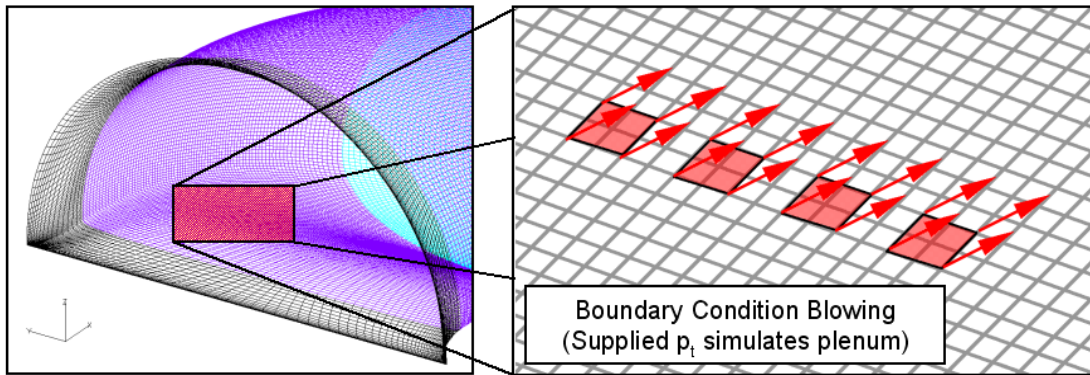 Z
Y
X
Boundary Condition Blowing
(Supplied pt simulates plenum)